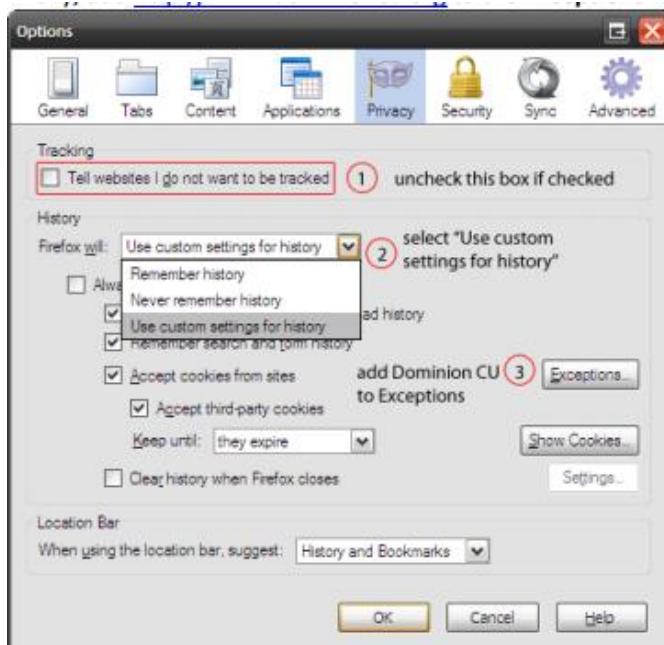 Options
General Tabs Content Applications Privacy Security Sync Advanced
Tracking
Tell websites I do not want to be tracked 1 uncheck this box if checked
History
Firefox will: Use custom settings for history 2 select "Use custom
settings for history"
Remember history
Never remember history
Use custom settings for history
ad history
Remember search and form history
Accept cookies from sites add Dominion CU 3 Exceptions...
to Exceptions
Accept third-party cookies
Keep until: they expire Show Cookies...
Clear history when Firefox closes Settings...
Location Bar
When using the location bar, suggest: History and Bookmarks
OK Cancel Help